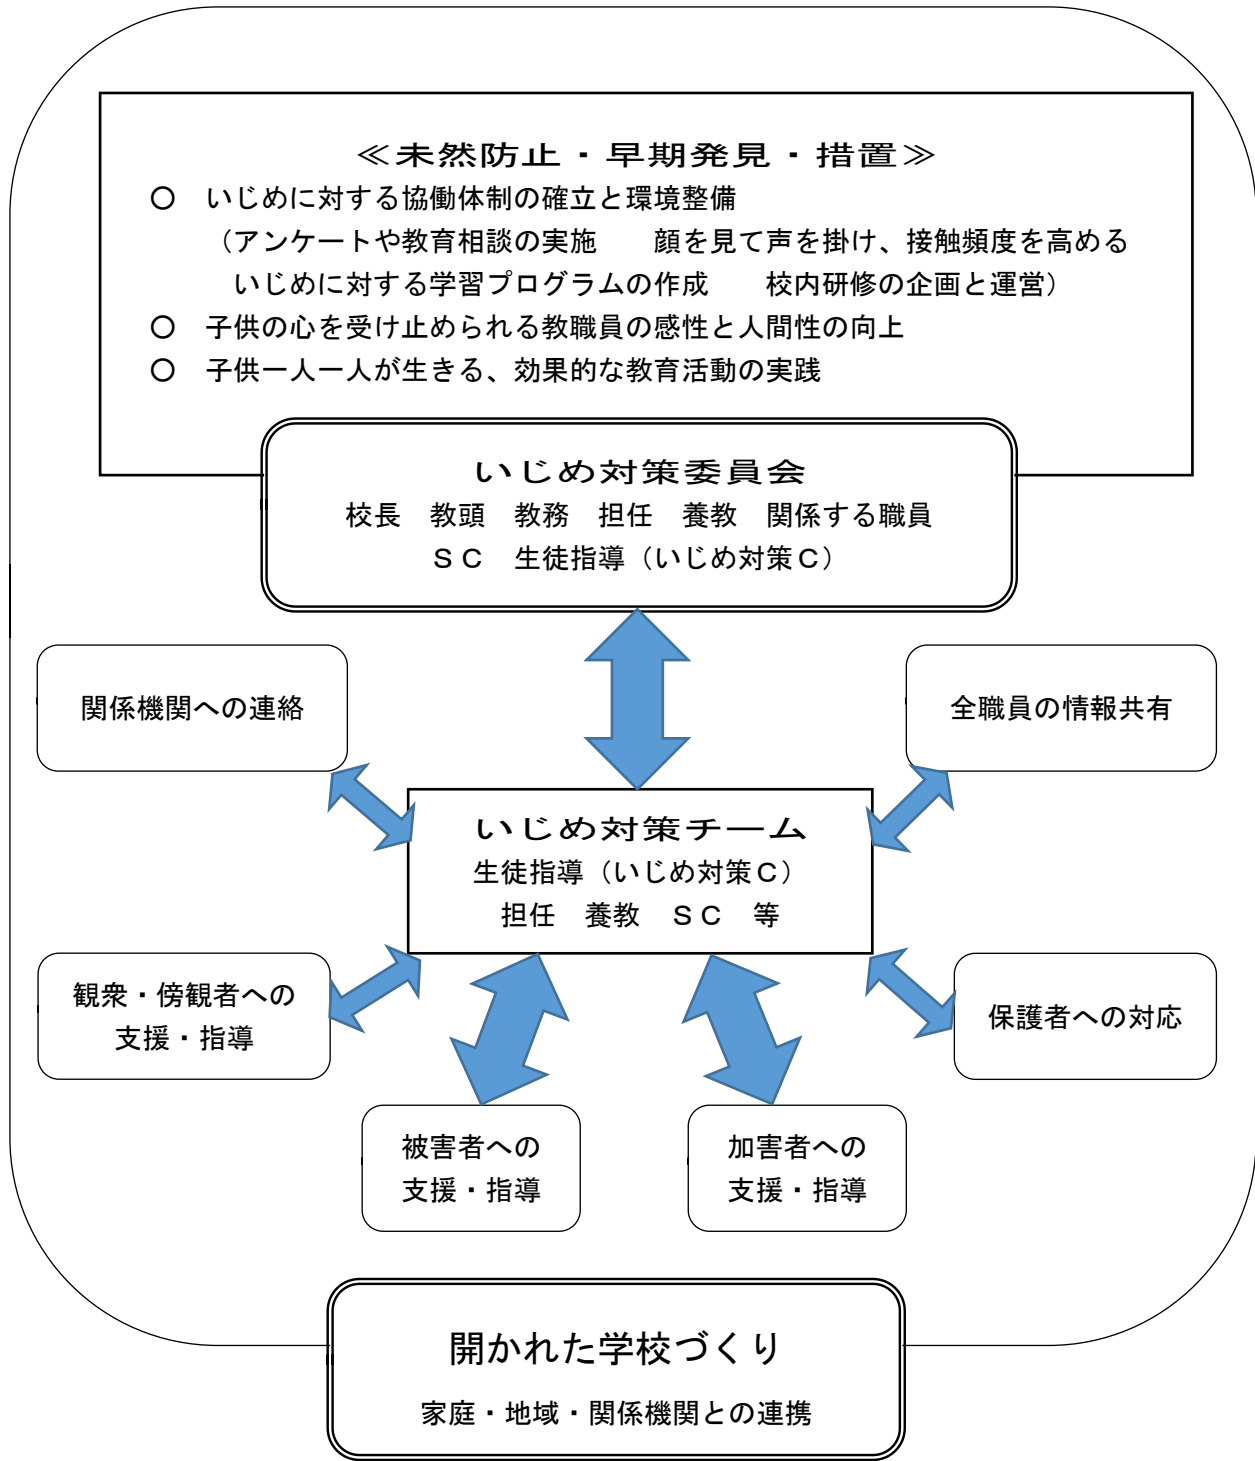 ≪未然防止・早期発見・措置≫
○　いじめに対する協働体制の確立と環境整備
（アンケートや教育相談の実施　　顔を見て声を掛け、接触頻度を高める
いじめに対する学習プログラムの作成　　校内研修の企画と運営）
○　子供の心を受け止められる教職員の感性と人間性の向上
○　子供一人一人が生きる、効果的な教育活動の実践
いじめ対策委員会
校長　教頭　教務　担任　養教　関係する職員
ＳＣ　生徒指導（いじめ対策Ｃ）
関係機関への連絡
全職員の情報共有
いじめ対策チーム
生徒指導（いじめ対策Ｃ）
担任　養教　ＳＣ　等
観衆・傍観者への
支援・指導
保護者への対応
被害者への
支援・指導
加害者への
支援・指導
開かれた学校づくり
家庭・地域・関係機関との連携